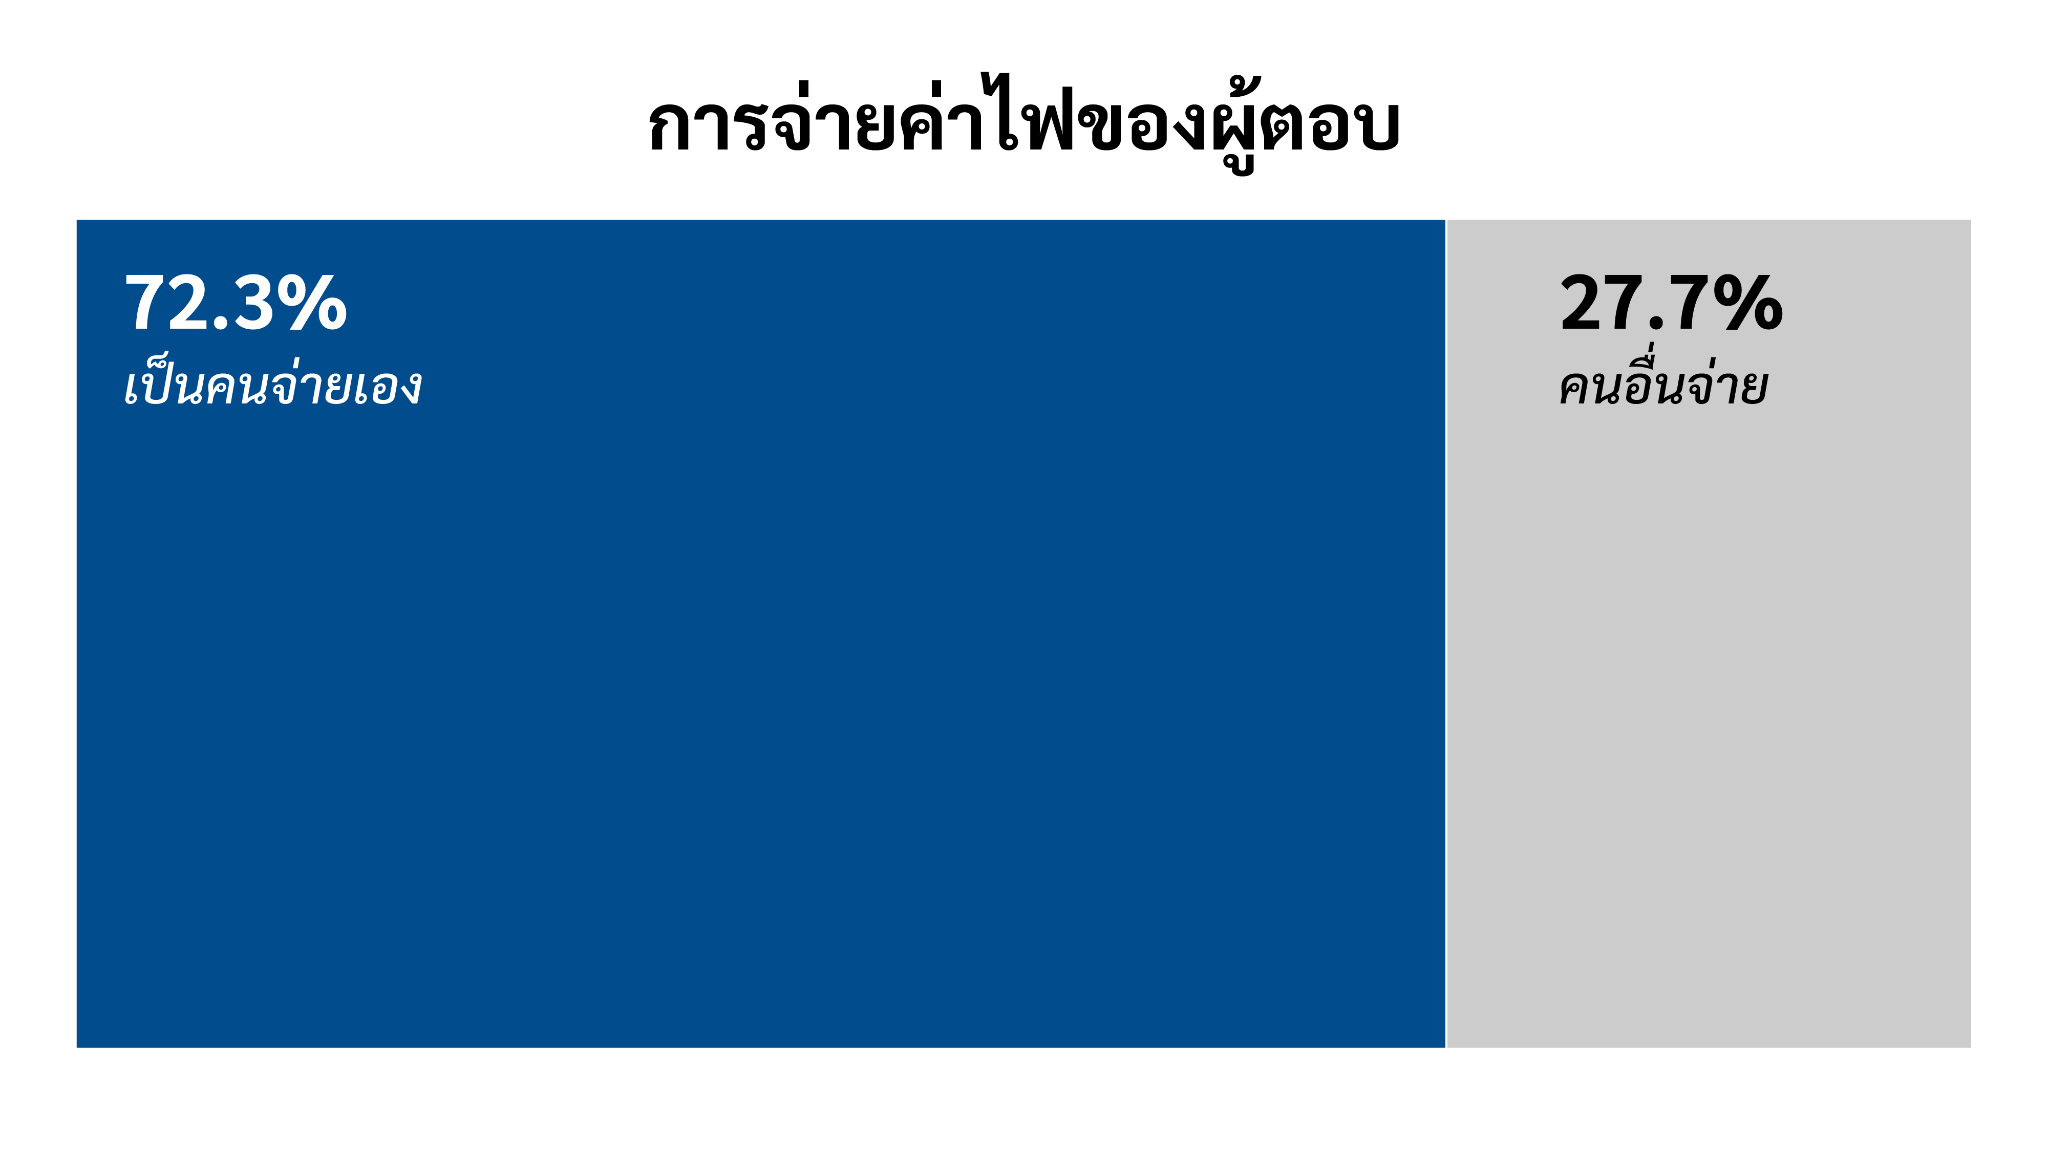 การจ่ายค่าไฟของผู้ตอบ
72.3%
เป็นคนจ่ายเอง
27.7%
คนอื่นจ่าย